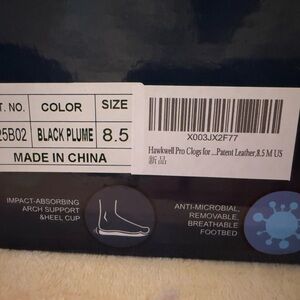 T. NO.
COLOR
SIZE
25B02
BLACK PLUME
8.5
MADE IN CHINA
X003JX2F77
Hawkwell Pro Clogs for ...Patent Leather,8.5 M US
新品
IMPACT-ABSORBING
ARCH SUPPORT
&HEEL CUP
ANTI-MICROBIAL,
REMOVABLE,
BREATHABLE
FOOTBED